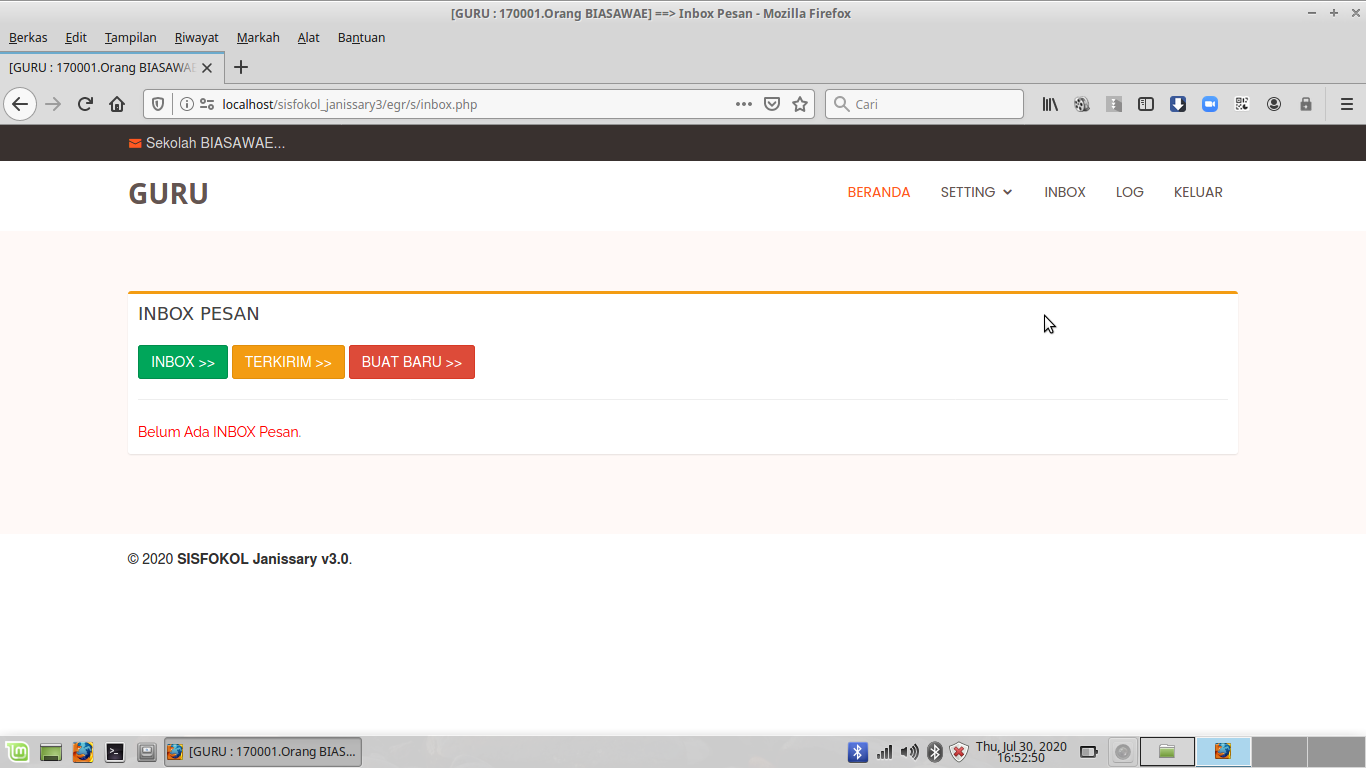 [GURU : 170001.Orang BIASAWAE] ==> Inbox Pesan - Mozilla Firefox
Berkas Edit Tampilan Riwayat Markah Alat Bantuan
[GURU : 170001.Orang BIASAWAE
localhost/sisfokol_janissary3/egr/s/inbox.php
Cari
Sekolah BIASAWAE...
GURU
BERANDA SETTING INBOX LOG KELUAR
INBOX PESAN
INBOX >> TERKIRIM >> BUAT BARU >>
Belum Ada INBOX Pesan.
© 2020 SISFOKOL Janissary v3.0.
[GURU : 170001.Orang BIAS...
Thu, Jul 30, 2020
16:52:50